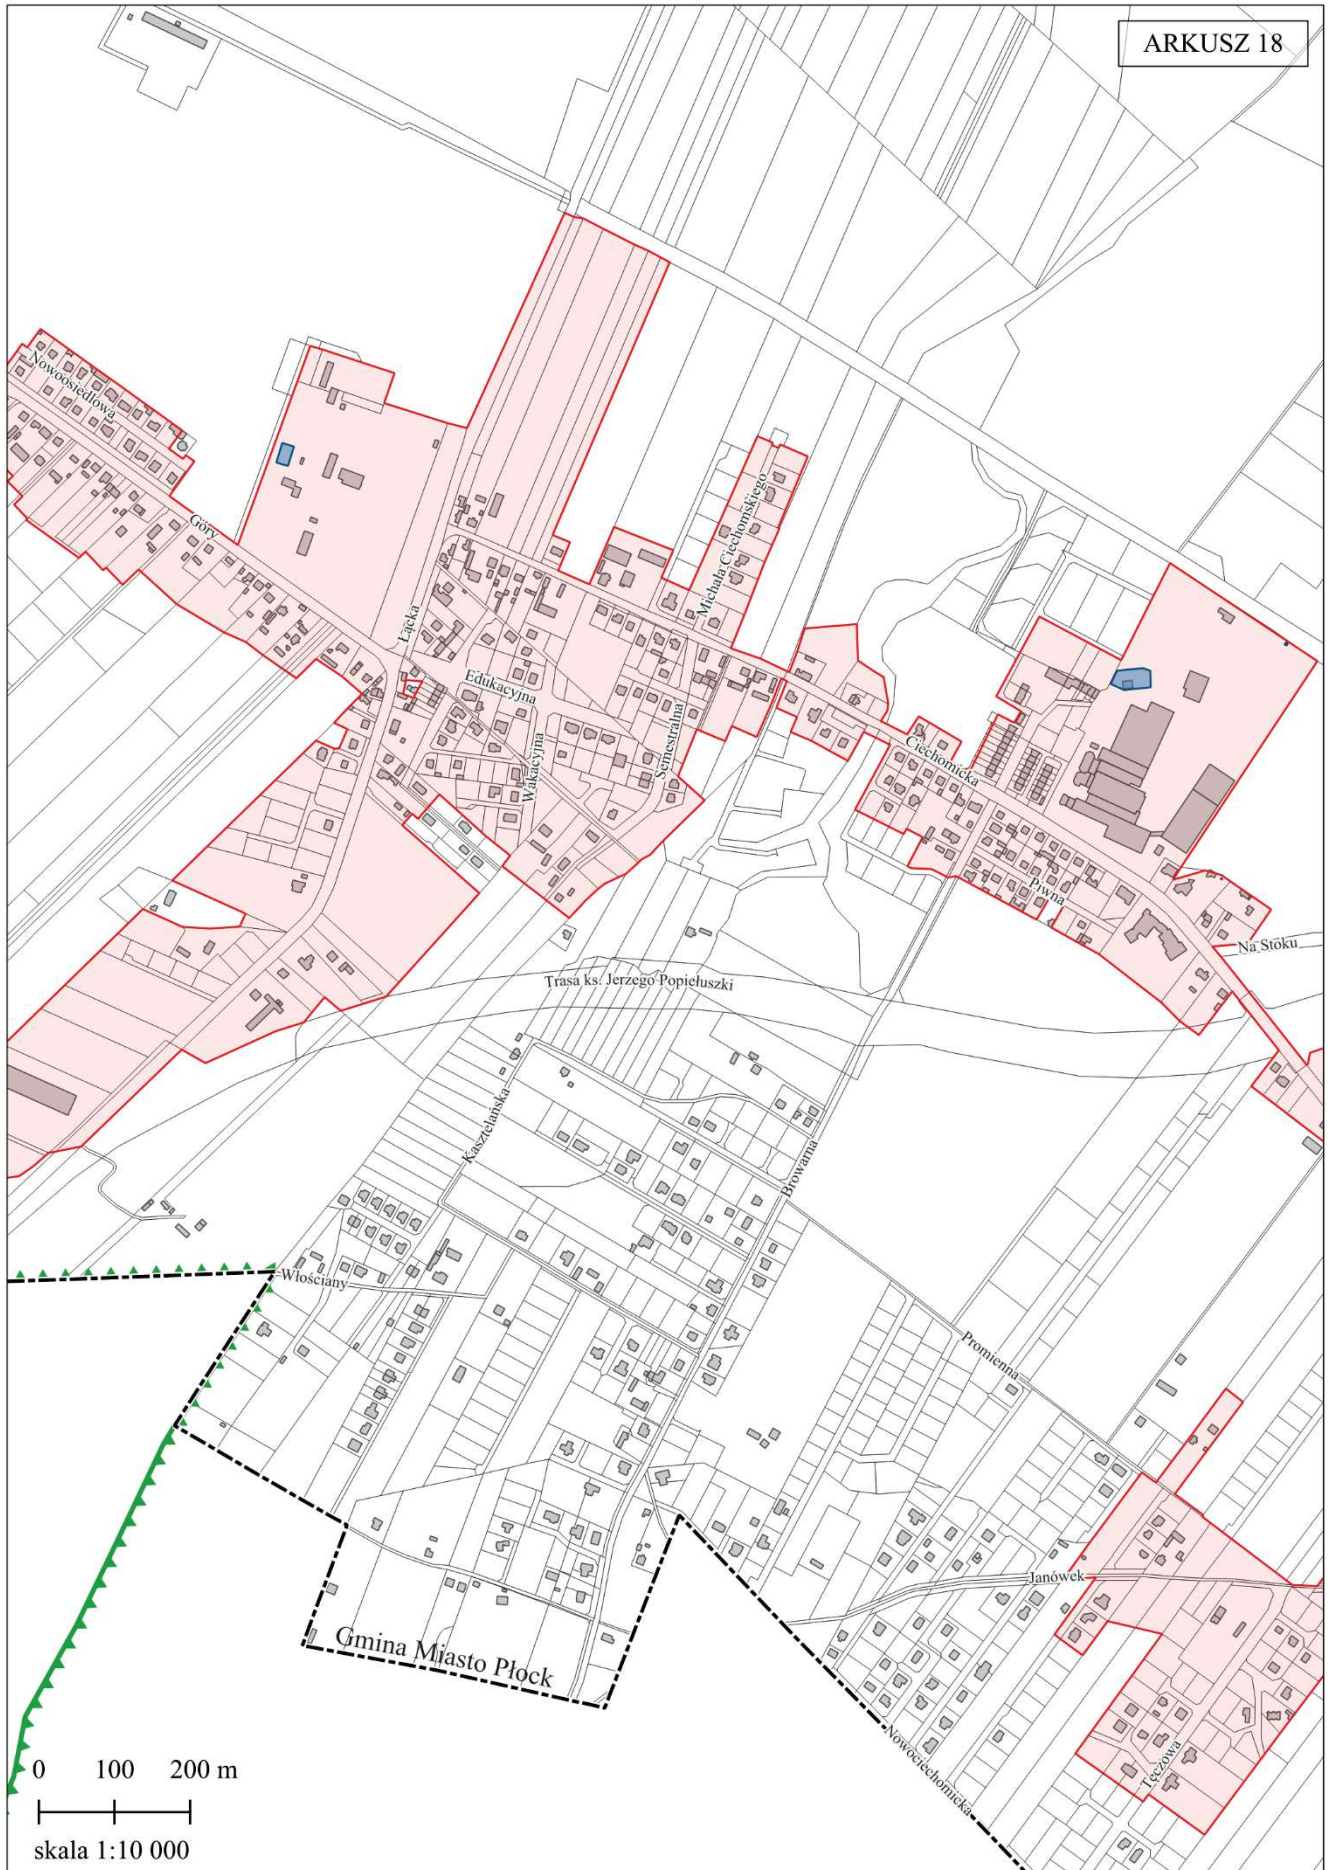 ARKUSZ 18
Nowoosiedlowa
Góry
Michała Ciechomskiego
Łącka
Edukacyjna
Semestralna
Wakacyjna
Ciechomicka
Piwna
Na Stoku
Trasa ks. Jerzego Popiełuszki
Kasztelańska
Browarna
Włościany
Promienna
Janówek
Gmina Miasto Płock
Nowociechomicka
Tęczowa
0 100 200 m
skala 1:10 000